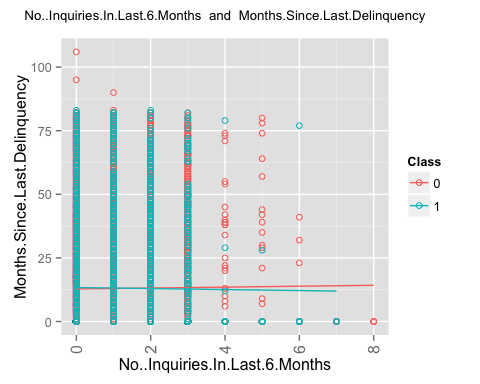 No..Inquiries.In.Last.6.Months and Months.Since.Last.Delinquency
100
75
50
25
0
Months.Since.Last.Delinquency
0 2 4 6 8
No..Inquiries.In.Last.6.Months
Class
0
1